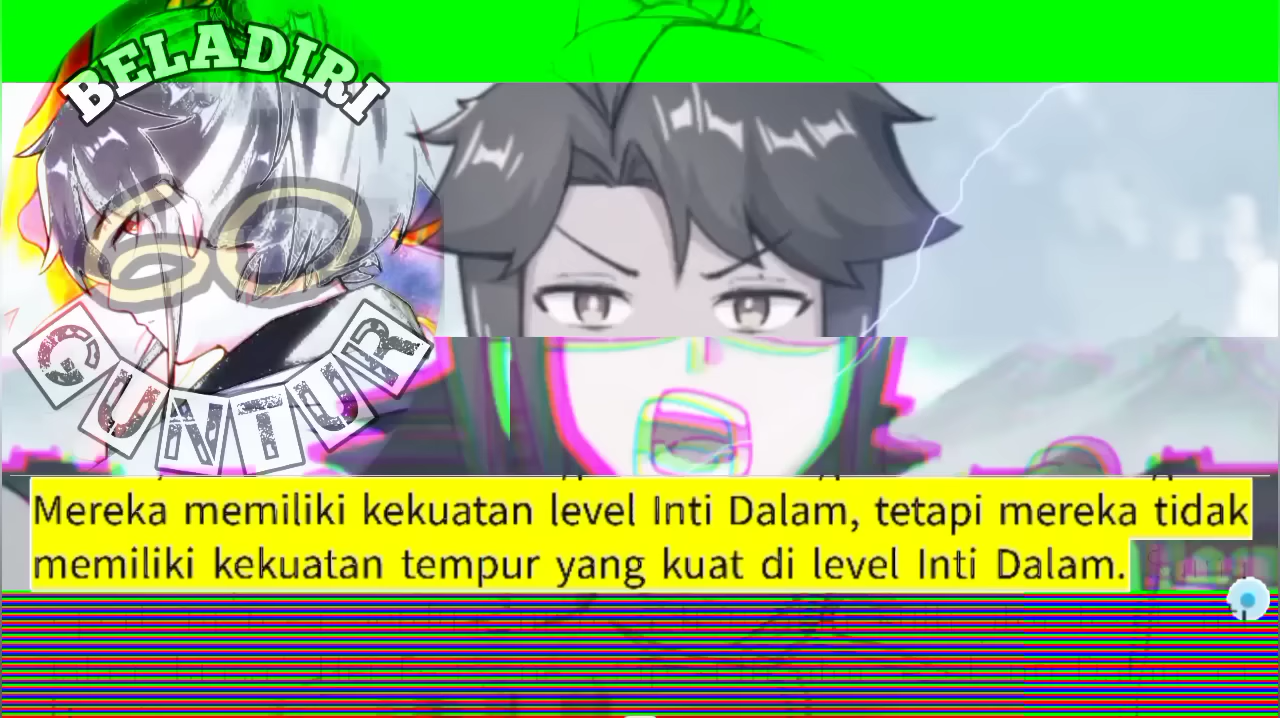 BELADIRI
GUNTUR
Mereka memiliki kekuatan level Inti Dalam, tetapi mereka tidak
memiliki kekuatan tempur yang kuat di level Inti Dalam.